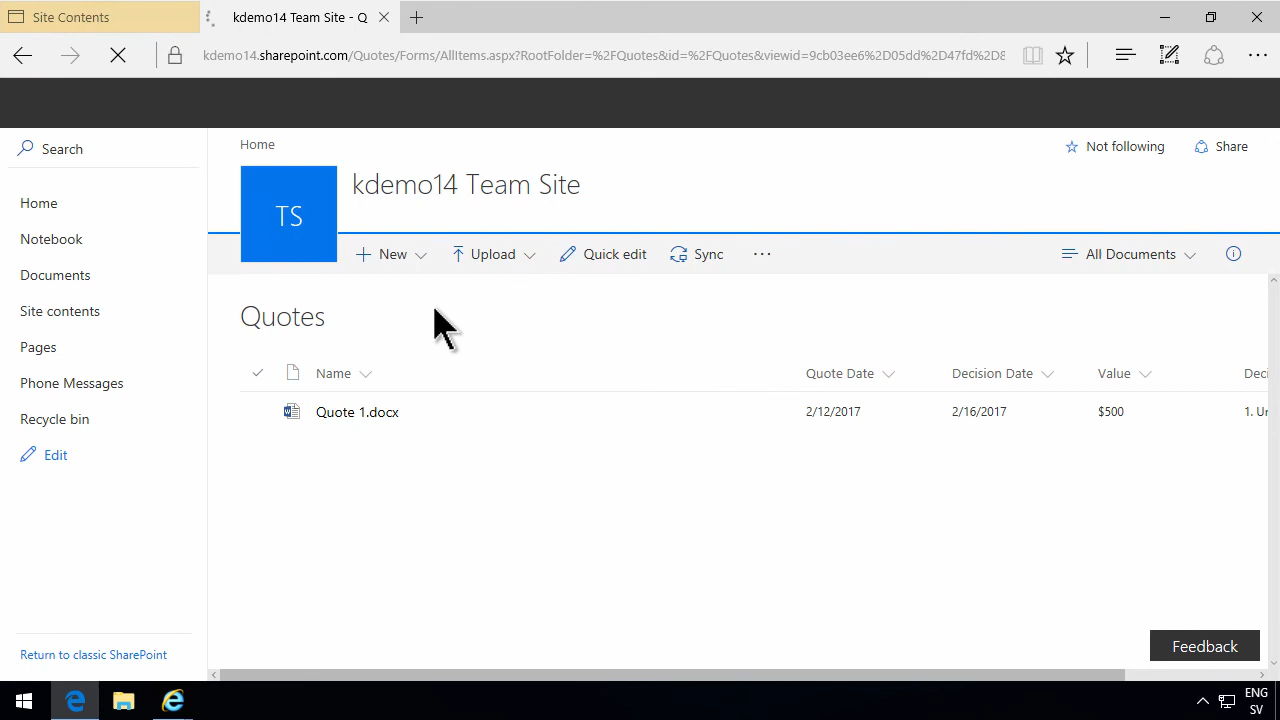 Site Contents
kdemo14 Team Site - Q
kdemo14.sharepoint.com/Quotes/Forms/AllItems.aspx?RootFolder=%2FQuotes&id=%2FQuotes&viewid=9cb03ee6%2D05dd%2D47fd%2D8
Search
Home
Notebook
Documents
Site contents
Pages
Phone Messages
Recycle bin
Edit
Return to classic SharePoint
Home
Not following
Share
TS
kdemo14 Team Site
New
Upload
Quick edit
Sync
All Documents
Quotes
Name Quote Date Decision Date Value Deci
Quote 1.docx 2/12/2017 2/16/2017 $500 1. Ur
Feedback
ENG
SV